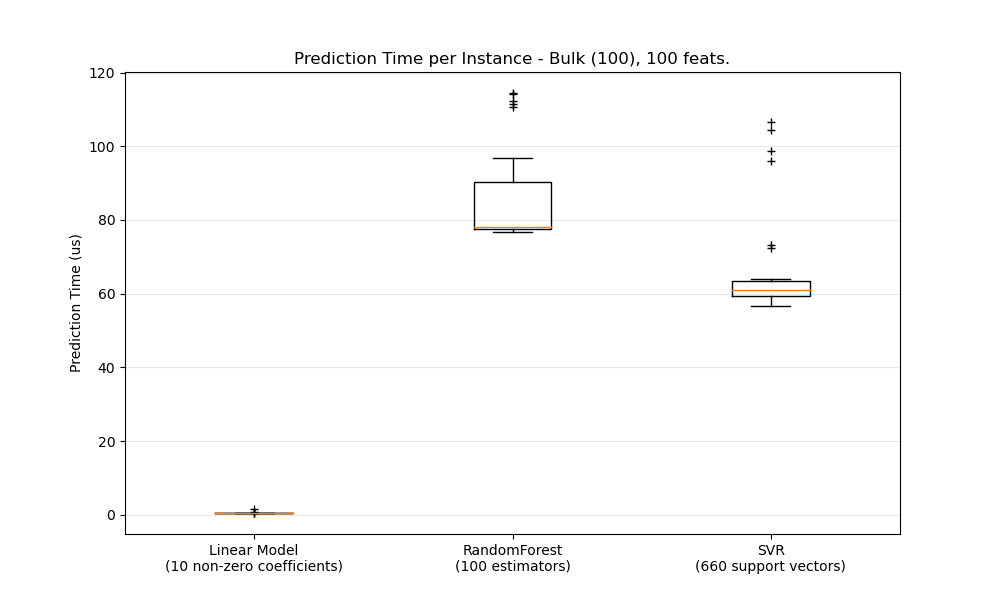 Prediction Time per Instance - Bulk (100), 100 feats.
120
100
80
60
40
20
0
Prediction Time (us)
Linear Model
(10 non-zero coefficients)
RandomForest
(100 estimators)
SVR
(660 support vectors)